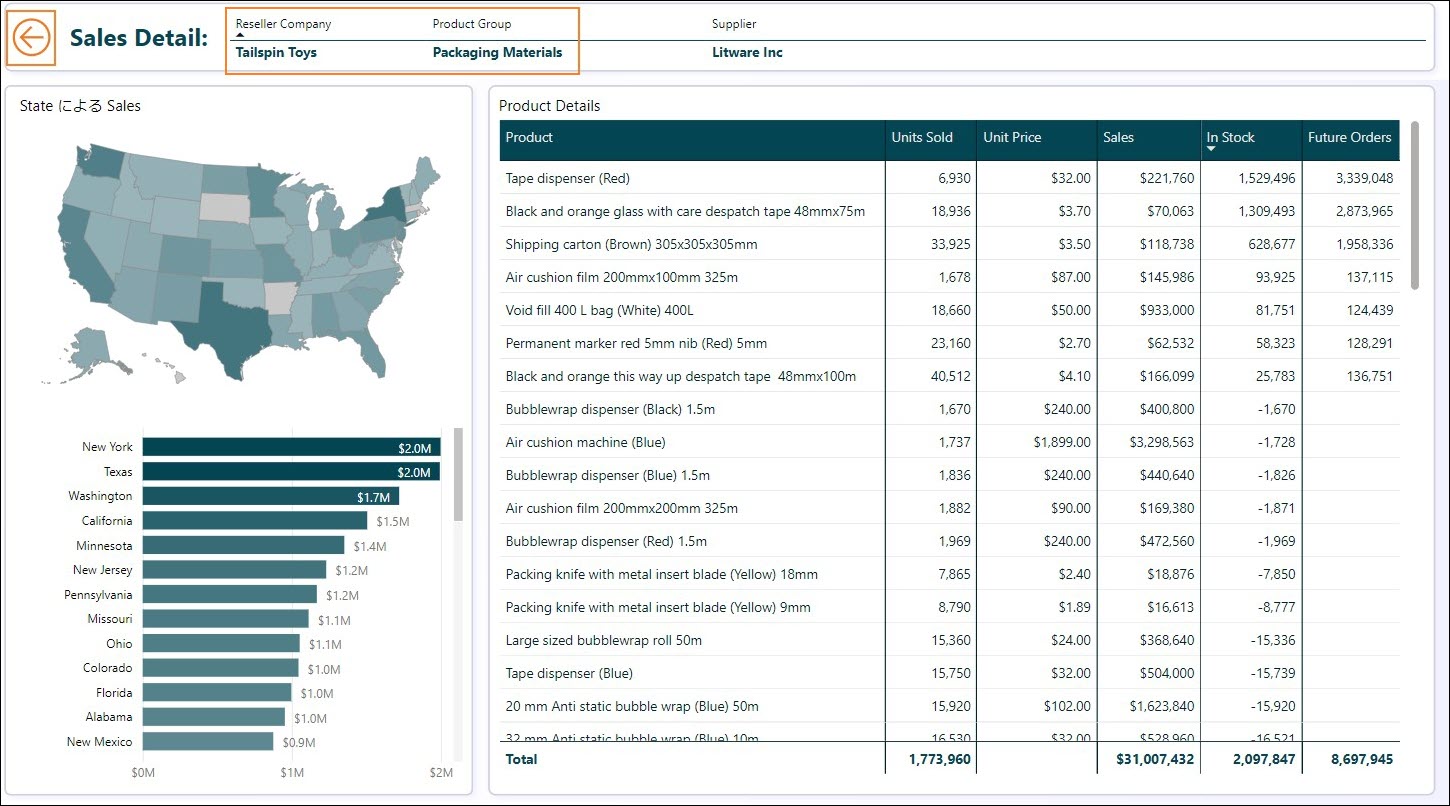 Sales Detail:
Reseller Company Product Group Supplier
Tailspin Toys Packaging Materials Litware Inc
State による Sales
New York $2.0M
Texas $2.0M
Washington $1.7M
California $1.5M
Minnesota $1.4M
New Jersey $1.2M
Pennsylvania $1.2M
Missouri $1.1M
Ohio $1.1M
Colorado $1.0M
Florida $1.0M
Alabama $1.0M
New Mexico $0.9M
$0M $1M $2M
Product Details
Product Units Sold Unit Price Sales In Stock Future Orders
Tape dispenser (Red) 6,930 $32.00 $221,760 1,529,496 3,339,048
Black and orange glass with care despatch tape 48mmx75m 18,936 $3.70 $70,063 1,309,493 2,873,965
Shipping carton (Brown) 305x305x305mm 33,925 $3.50 $118,738 628,677 1,958,336
Air cushion film 200mmx100mm 325m 1,678 $87.00 $145,986 93,925 137,115
Void fill 400 L bag (White) 400L 18,660 $50.00 $933,000 81,751 124,439
Permanent marker red 5mm nib (Red) 5mm 23,160 $2.70 $62,532 58,323 128,291
Black and orange this way up despatch tape  48mmx100m 40,512 $4.10 $166,099 25,783 136,751
Bubblewrap dispenser (Black) 1.5m 1,670 $240.00 $400,800 -1,670
Air cushion machine (Blue) 1,737 $1,899.00 $3,298,563 -1,728
Bubblewrap dispenser (Blue) 1.5m 1,836 $240.00 $440,640 -1,826
Air cushion film 200mmx200mm 325m 1,882 $90.00 $169,380 -1,871
Bubblewrap dispenser (Red) 1.5m 1,969 $240.00 $472,560 -1,969
Packing knife with metal insert blade (Yellow) 18mm 7,865 $2.40 $18,876 -7,850
Packing knife with metal insert blade (Yellow) 9mm 8,790 $1.89 $16,613 -8,777
Large sized bubblewrap roll 50m 15,360 $24.00 $368,640 -15,336
Tape dispenser (Blue) 15,750 $32.00 $504,000 -15,739
20 mm Anti static bubble wrap (Blue) 50m 15,920 $102.00 $1,623,840 -15,920
32 mm Anti static bubble wrap (Blue) 10m 16,530 $32.00 $528,960 -16,521
Total 1,773,960 $31,007,432 2,097,847 8,697,945